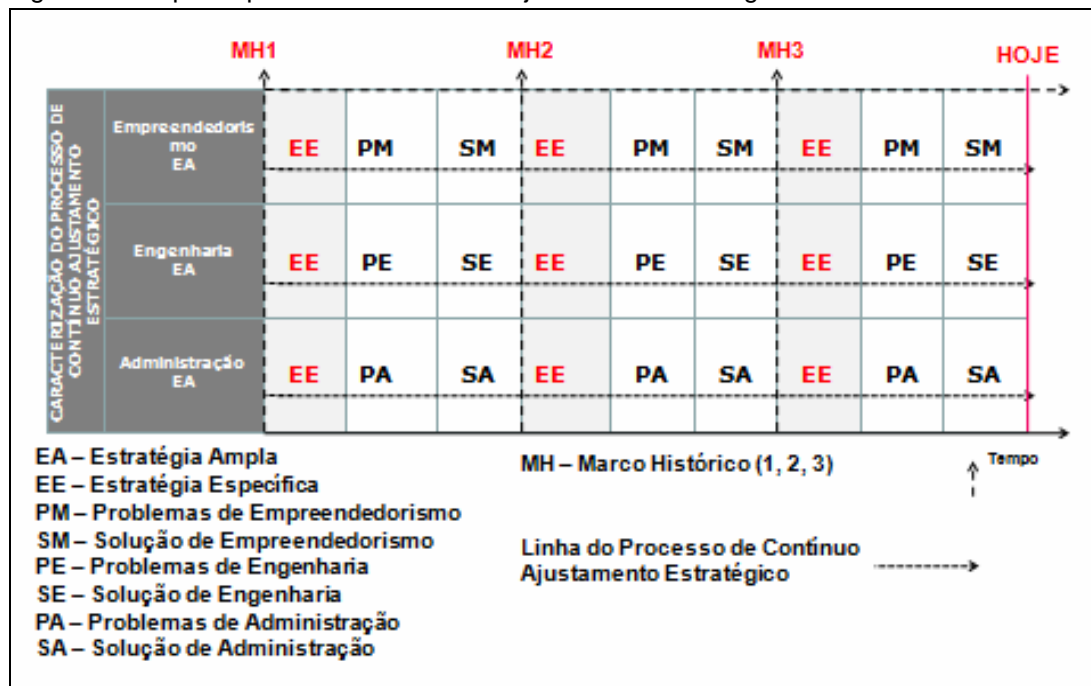 MH1 MH2 MH3 HOJE
CARACTERIZAÇÃO DO PROCESSO DE
CONTÍNUO AJUSTAMENTO
ESTRATÉGICO
Empreendedoris
mo
EA
EE PM SM EE PM SM EE PM SM
Engenharia
EA
EE PE SE EE PE SE EE PE SE
Administração
EA
EE PA SA EE PA SA EE PA SA
EA – Estratégia Ampla
EE – Estratégia Específica
PM – Problemas de Empreendedorismo
SM – Solução de Empreendedorismo
PE – Problemas de Engenharia
SE – Solução de Engenharia
PA – Problemas de Administração
SA – Solução de Administração
MH – Marco Histórico (1, 2, 3)
Tempo
Linha do Processo de Contínuo
Ajustamento Estratégico